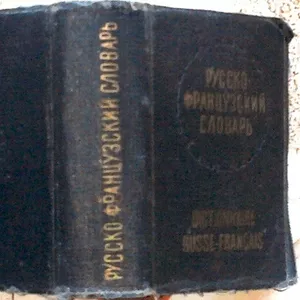 РУССКО-ФРАНЦУЗСКИЙ СЛОВАРЬ
РУССКО-
ФРАНЦУЗСКИЙ
СЛОВАРЬ
DICTIONNAIRE
RUSSE-FRANÇAIS